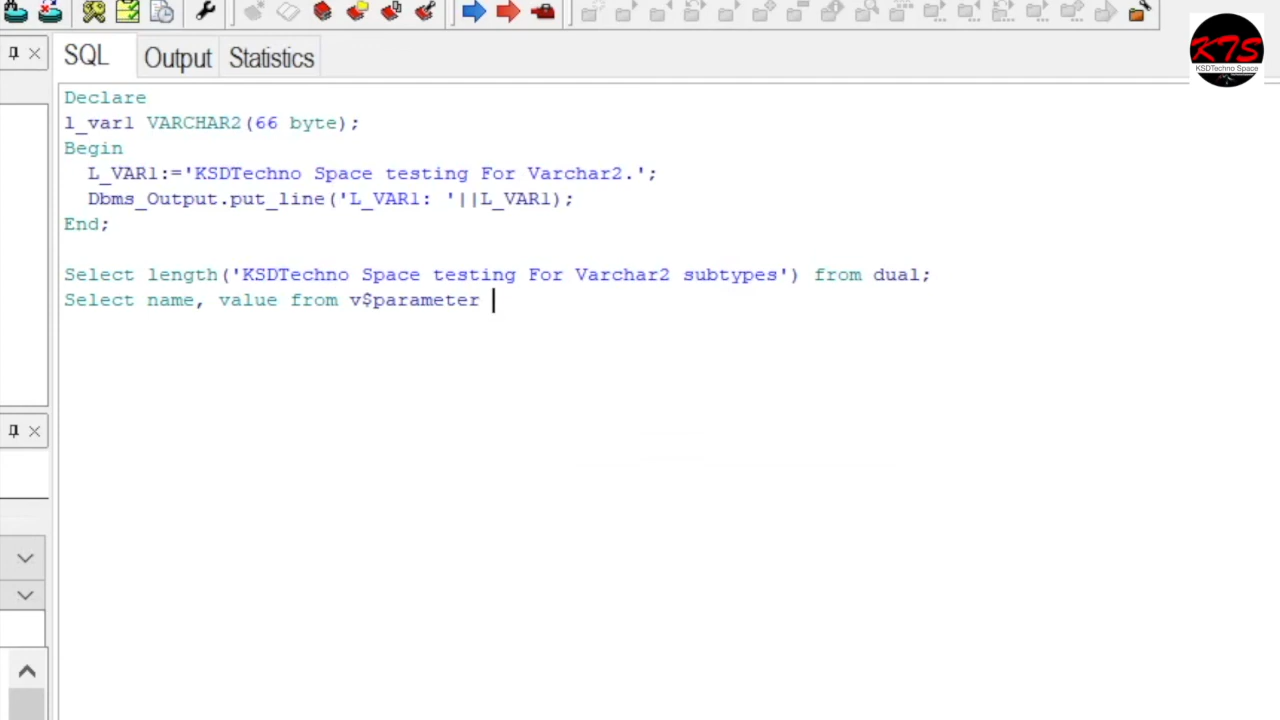 SQL
Output
Statistics
KTS
KSDTechno Space
Declare
l_var1 VARCHAR2(66 byte);
Begin
L_VAR1:='KSDTechno Space testing For Varchar2.';
Dbms_Output.put_line('L_VAR1: '||L_VAR1);
End;
Select length('KSDTechno Space testing For Varchar2 subtypes') from dual;
Select name, value from v$parameter